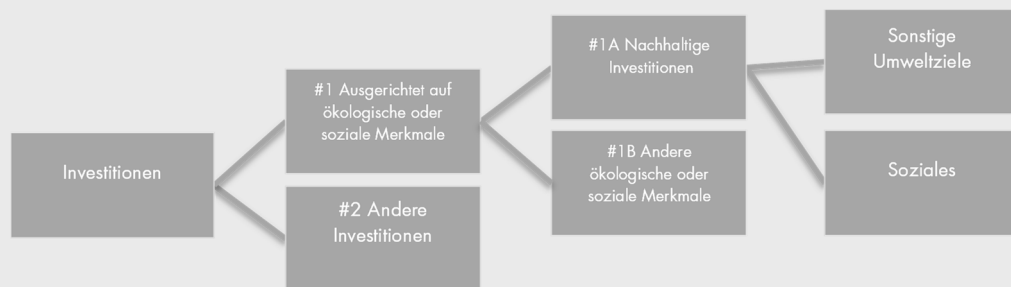 Investitionen
#1 Ausgerichtet auf
ökologische oder
soziale Merkmale
#2 Andere
Investitionen
#1A Nachhaltige
Investitionen
#1B Andere
ökologische oder
soziale Merkmale
Sonstige
Umweltziele
Soziales